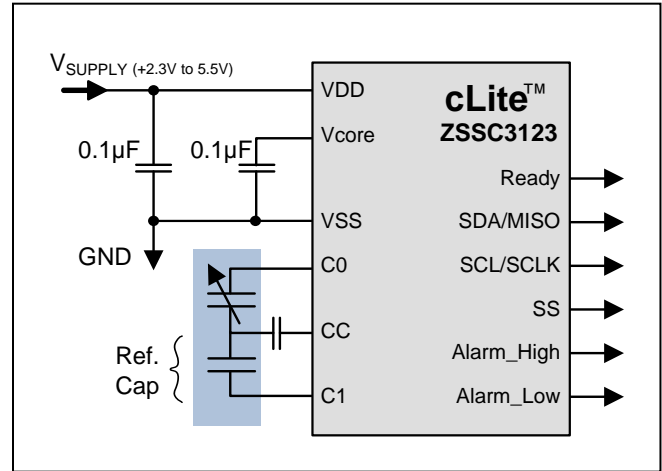 VSUPPLY (+2.3V to 5.5V)
0.1µF
0.1µF
GND
Ref.
Cap
VDD
Vcore
VSS
C0
CC
C1
cLite™
ZSSC3123
Ready
SDA/MISO
SCL/SCLK
SS
Alarm_High
Alarm_Low